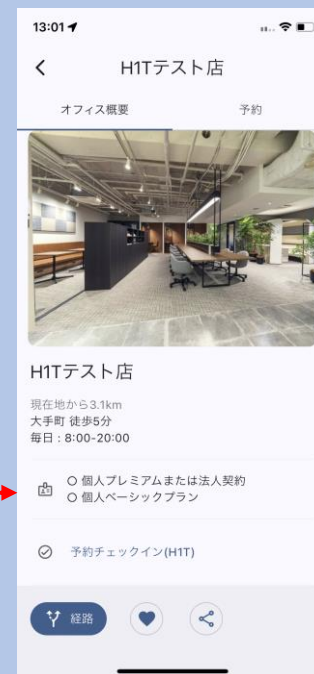 13:01
H1Tテスト店
オフィス概要 予約
H1Tテスト店
現在地から3.1km
大手町 徒歩5分
毎日：8:00-20:00
○ 個人プレミアムまたは法人契約
○ 個人ベーシックプラン
予約チェックイン(H1T)
経路